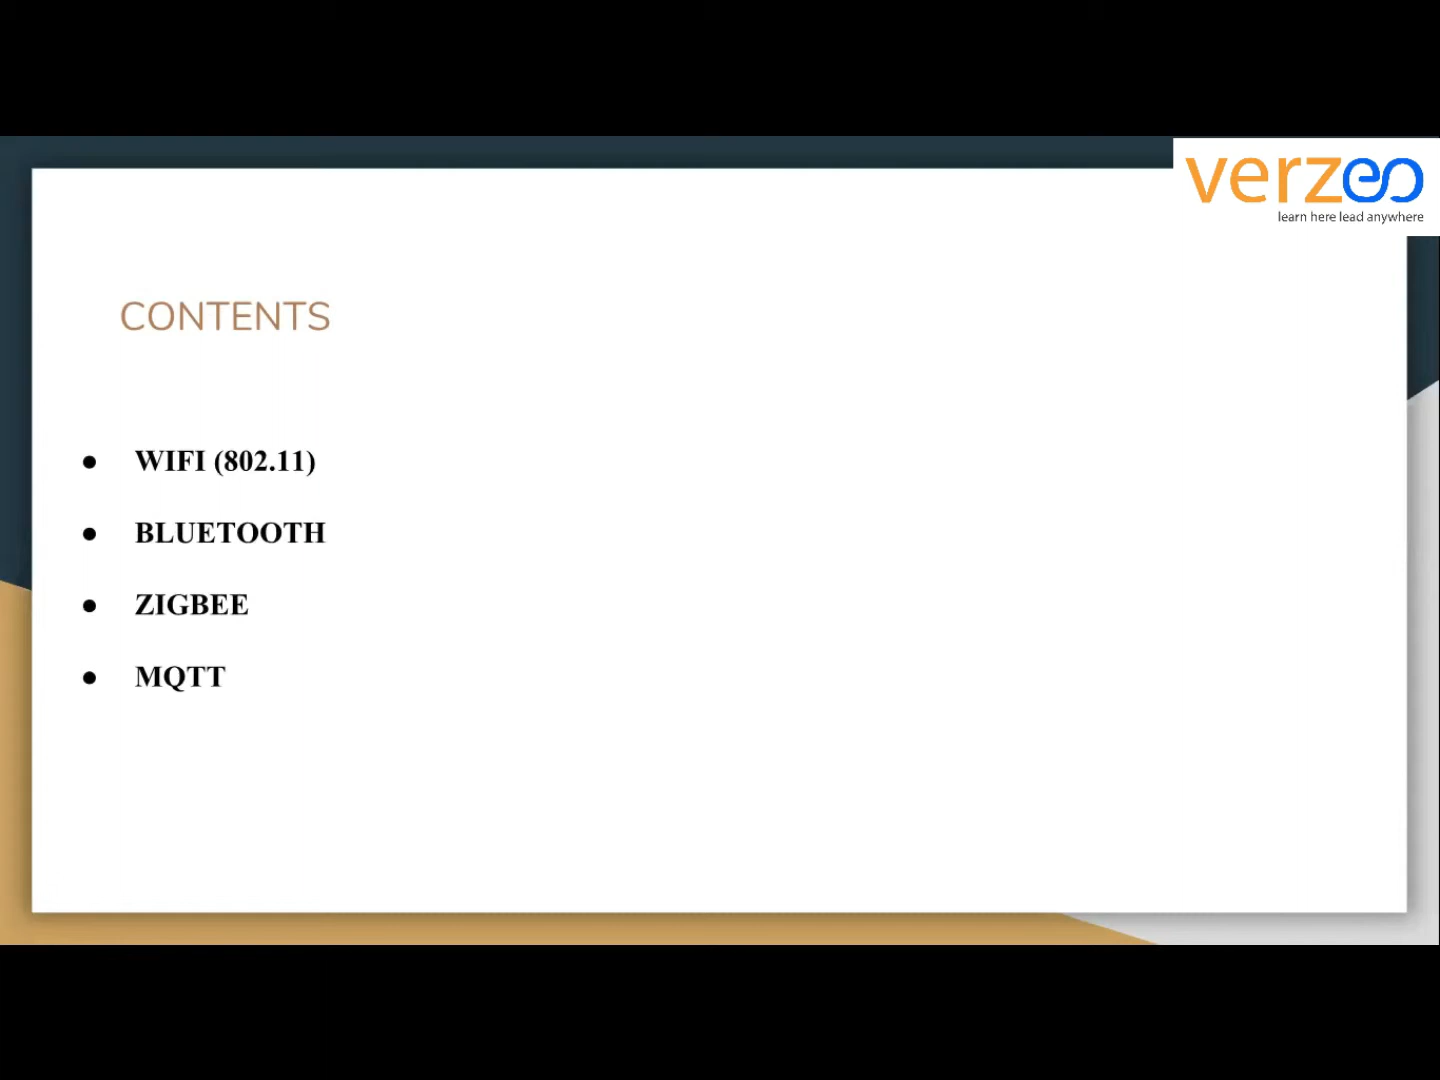 verzeo
learn here lead anywhere
CONTENTS
● WIFI (802.11)
● BLUETOOTH
● ZIGBEE
● MQTT